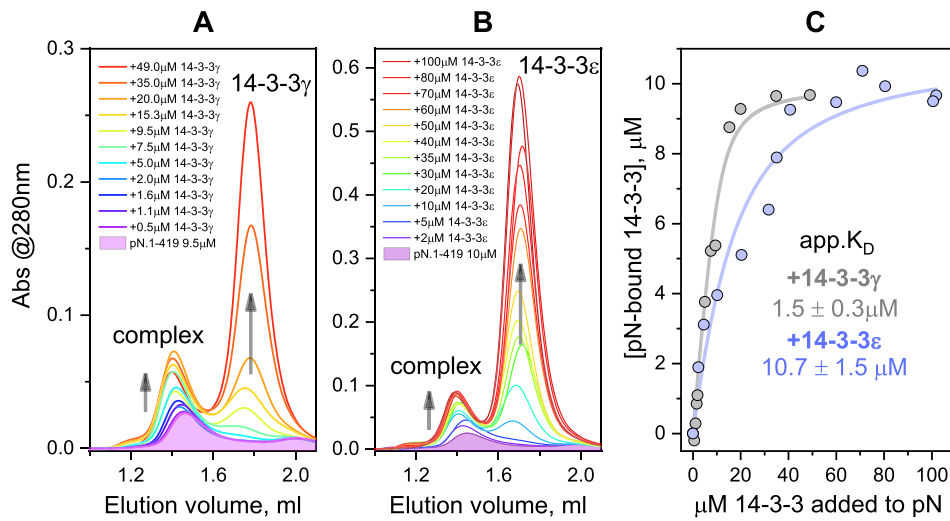 A
B
C
Abs @280nm
0.3
0.2
0.1
0.0
+49.0μM 14-3-3γ
+35.0μM 14-3-3γ
+20.0μM 14-3-3γ
+15.3μM 14-3-3γ
+9.5μM 14-3-3γ
+7.5μM 14-3-3γ
+5.0μM 14-3-3γ
+2.0μM 14-3-3γ
+1.6μM 14-3-3γ
+1.1μM 14-3-3γ
+0.5μM 14-3-3γ
pN.1-419 9.5μM
14-3-3γ
complex
1.2 1.6 2.0
Elution volume, ml
0.6
0.5
0.4
0.3
0.2
0.1
0.0
+100μM 14-3-3ε
+80μM 14-3-3ε
+70μM 14-3-3ε
+60μM 14-3-3ε
+50μM 14-3-3ε
+40μM 14-3-3ε
+35μM 14-3-3ε
+30μM 14-3-3ε
+20μM 14-3-3ε
+10μM 14-3-3ε
+5μM 14-3-3ε
+2μM 14-3-3ε
pN.1-419 10μM
14-3-3ε
complex
1.2 1.6 2.0
Elution volume, ml
[pN-bound 14-3-3], μM
10
8
6
4
2
0
app.KD
+14-3-3γ
1.5 ± 0.3μM
+14-3-3ε
10.7 ± 1.5 μM
0 20 40 60 80 100
μM 14-3-3 added to pN